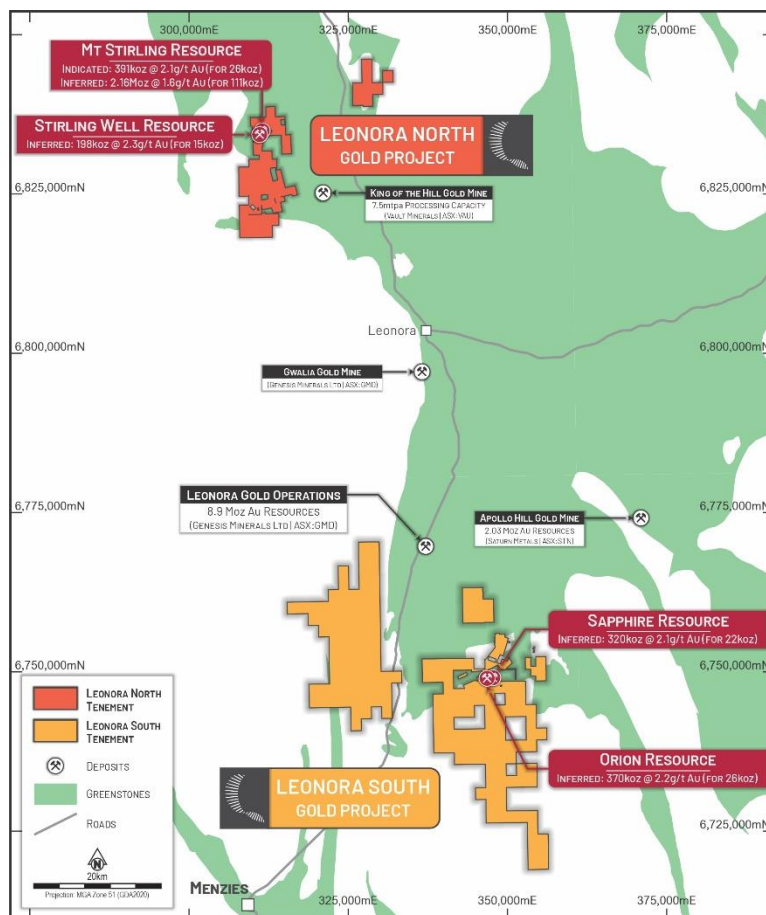 300,000mE
325,000mE
350,000mE
375,000mE
Mt Stirling Resource
Indicated: 391koz @ 2.1g/t Au (for 26koz)
Inferred: 2.16Moz @ 1.6g/t Au (for 111koz)
Stirling Well Resource
Inferred: 198koz @ 2.3g/t Au (for 15koz)
LEONORA NORTH
GOLD PROJECT
6,825,000mN
6,825,000mN
King of the Hill Gold Mine
7.5mtpa Processing Capacity
(Vault Minerals | ASX:VAU)
Leonora
6,800,000mN
6,800,000mN
Gwalia Gold Mine
(Genesis Minerals Ltd | ASX:GMD)
6,775,000mN
6,775,000mN
Leonora Gold Operations
8.9 Moz Au Resources
(Genesis Minerals Ltd | ASX:GMD)
Apollo Hill Gold Mine
2.03 Moz Au Resources
(Saturn Metals | ASX:STN)
Sapphire Resource
Inferred: 320koz @ 2.1g/t Au (for 22koz)
6,750,000mN
6,750,000mN
Orion Resource
Inferred: 370koz @ 2.2g/t Au (for 26koz)
LEONORA SOUTH
GOLD PROJECT
Leonora North
Tenement
Leonora South
Tenement
Deposits
Greenstones
Roads
N
20km
Projection: MGA Zone 51 (GDA2020)
6,725,000mN
Menzies
325,000mE
350,000mE
375,000mE